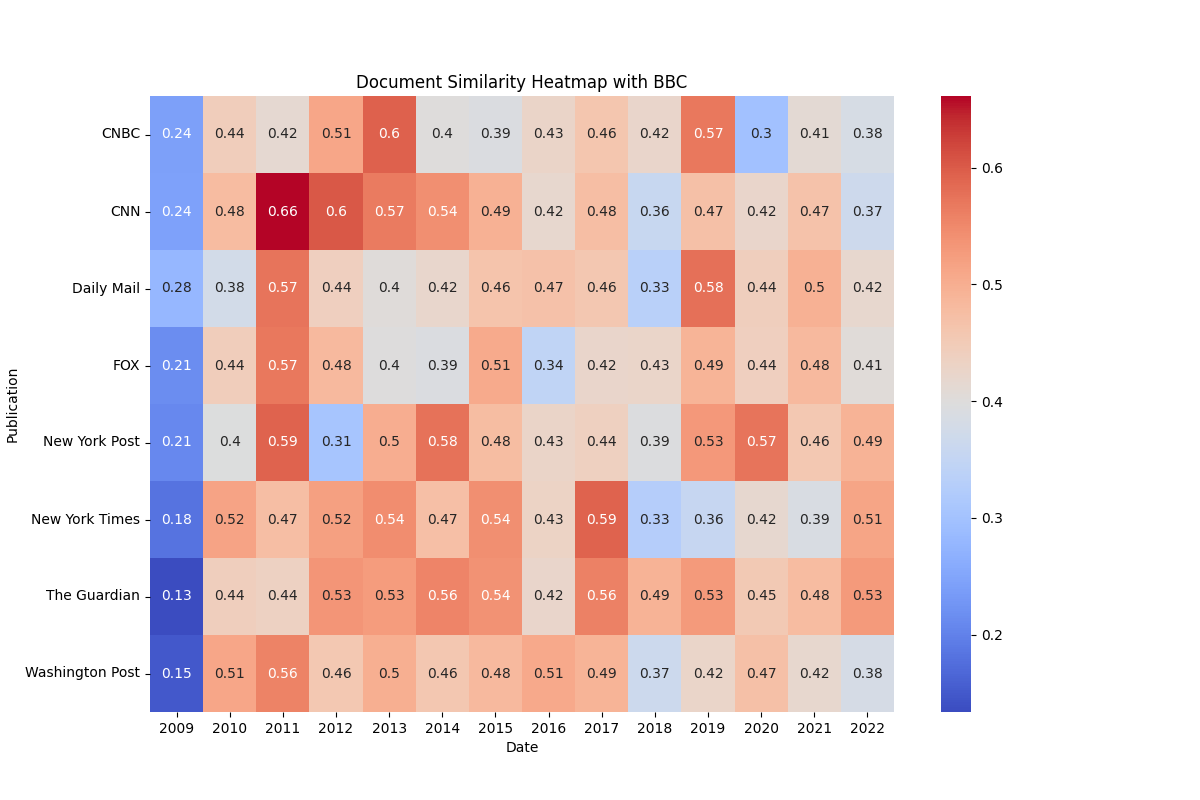 Document Similarity Heatmap with BBC
CNBC 0.24 0.44 0.42 0.51 0.6 0.4 0.39 0.43 0.46 0.42 0.57 0.3 0.41 0.38
CNN 0.24 0.48 0.66 0.6 0.57 0.54 0.49 0.42 0.48 0.36 0.47 0.42 0.47 0.37
Daily Mail 0.28 0.38 0.57 0.44 0.4 0.42 0.46 0.47 0.46 0.33 0.58 0.44 0.5 0.42
FOX 0.21 0.44 0.57 0.48 0.4 0.39 0.51 0.34 0.42 0.43 0.49 0.44 0.48 0.41
New York Post 0.21 0.4 0.59 0.31 0.5 0.58 0.48 0.43 0.44 0.39 0.53 0.57 0.46 0.49
New York Times 0.18 0.52 0.47 0.52 0.54 0.47 0.54 0.43 0.59 0.33 0.36 0.42 0.39 0.51
The Guardian 0.13 0.44 0.44 0.53 0.53 0.56 0.54 0.42 0.56 0.49 0.53 0.45 0.48 0.53
Washington Post 0.15 0.51 0.56 0.46 0.5 0.46 0.48 0.51 0.49 0.37 0.42 0.47 0.42 0.38
2009 2010 2011 2012 2013 2014 2015 2016 2017 2018 2019 2020 2021 2022
Date
Publication
0.6
0.5
0.4
0.3
0.2